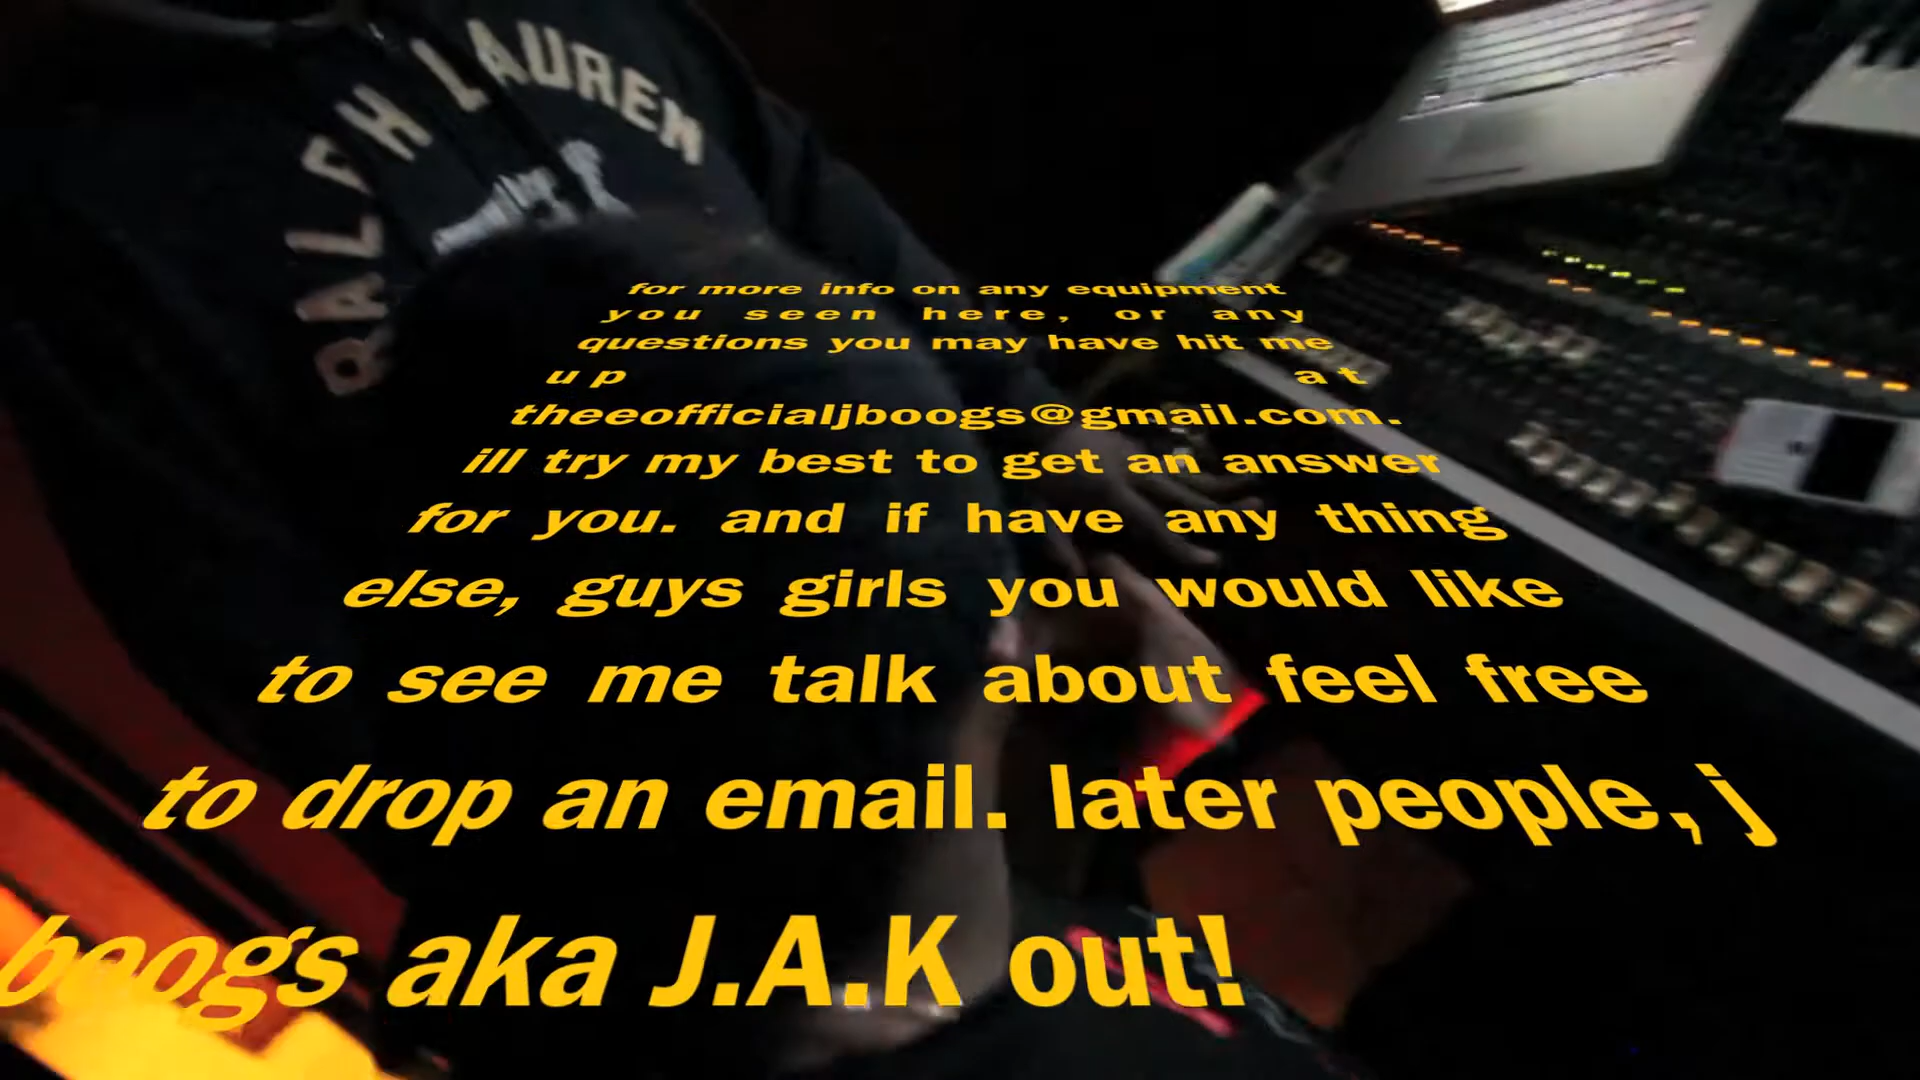 RALPH LAUREN
for more info on any equipment
you seen here, or any
questions you may have hit me
up at
theeofficialjboogs@gmail.com.
ill try my best to get an answer
for you. and if have any thing
else, guys girls you would like
to see me talk about feel free
to drop an email. later people, j
boogs aka J.A.K out!